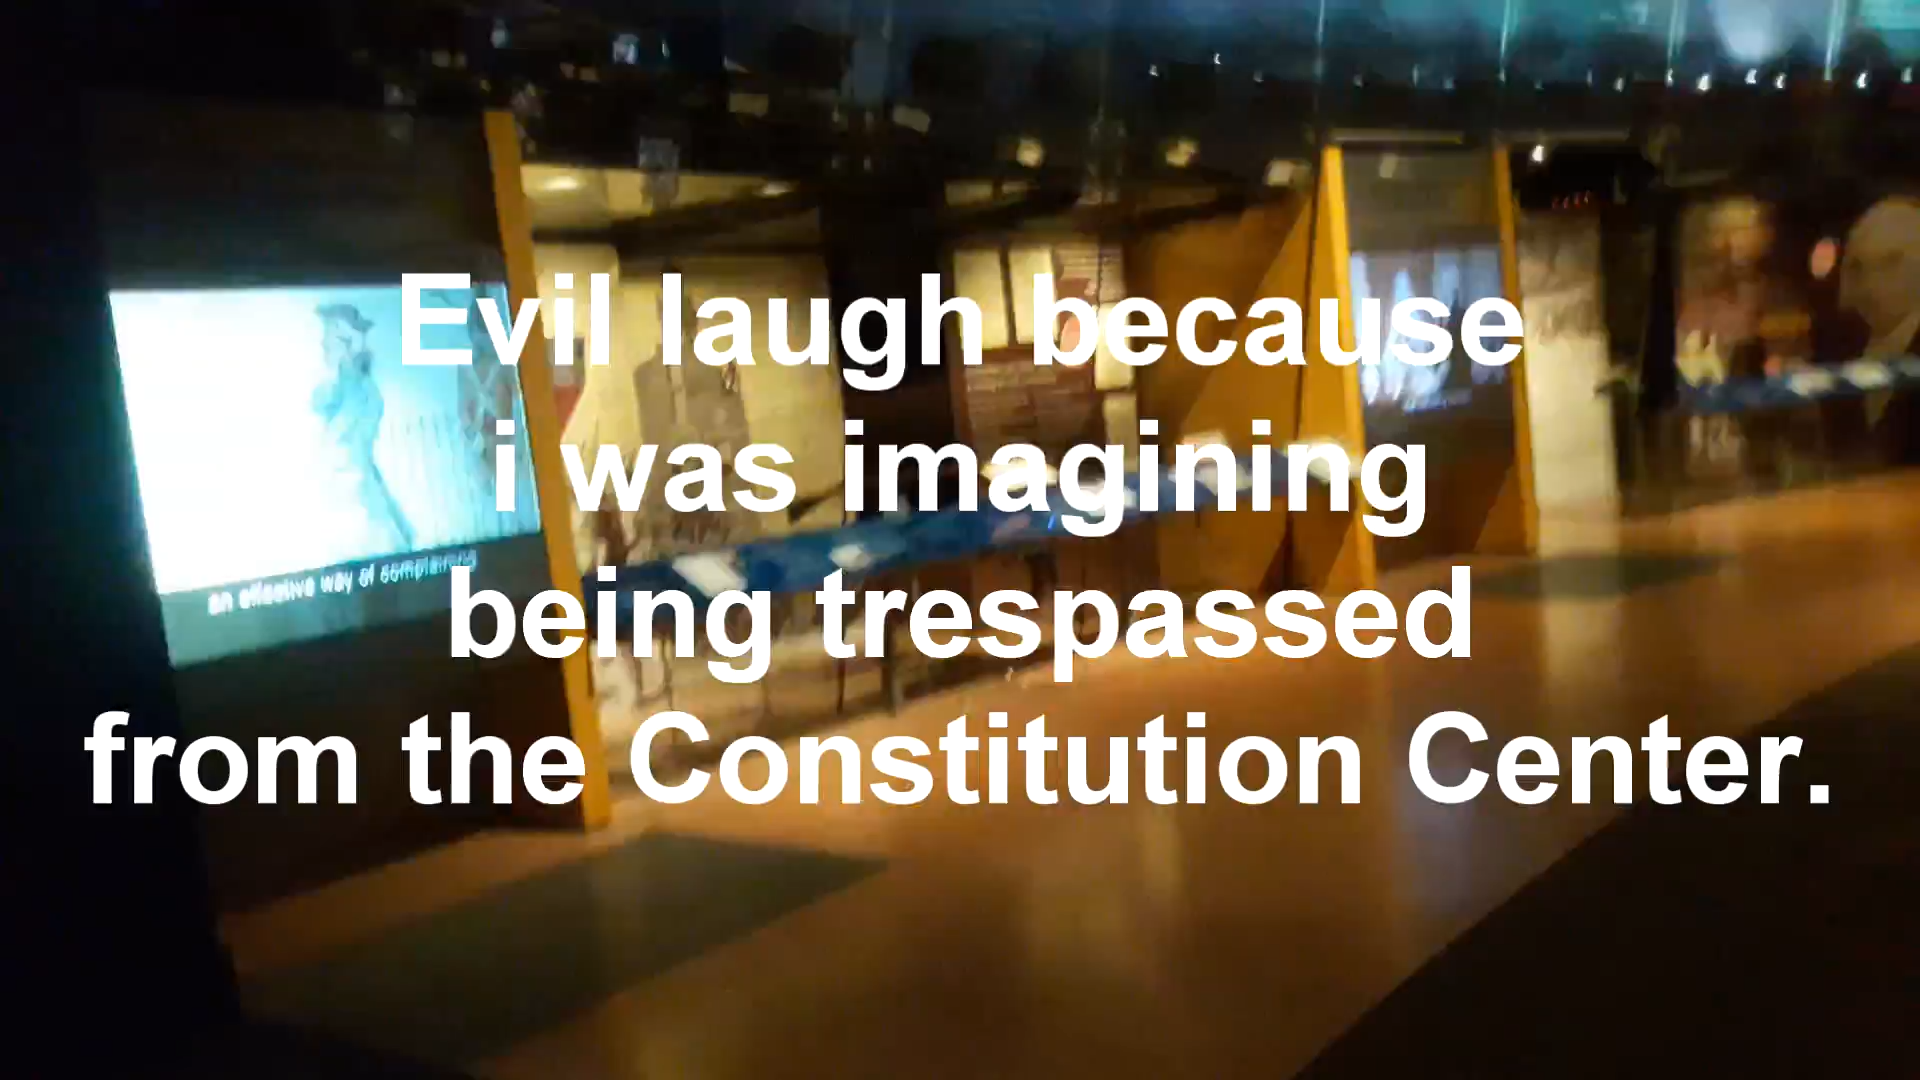 Evil laugh because
i was imagining
being trespassed
from the Constitution Center.
an effective way of complaining